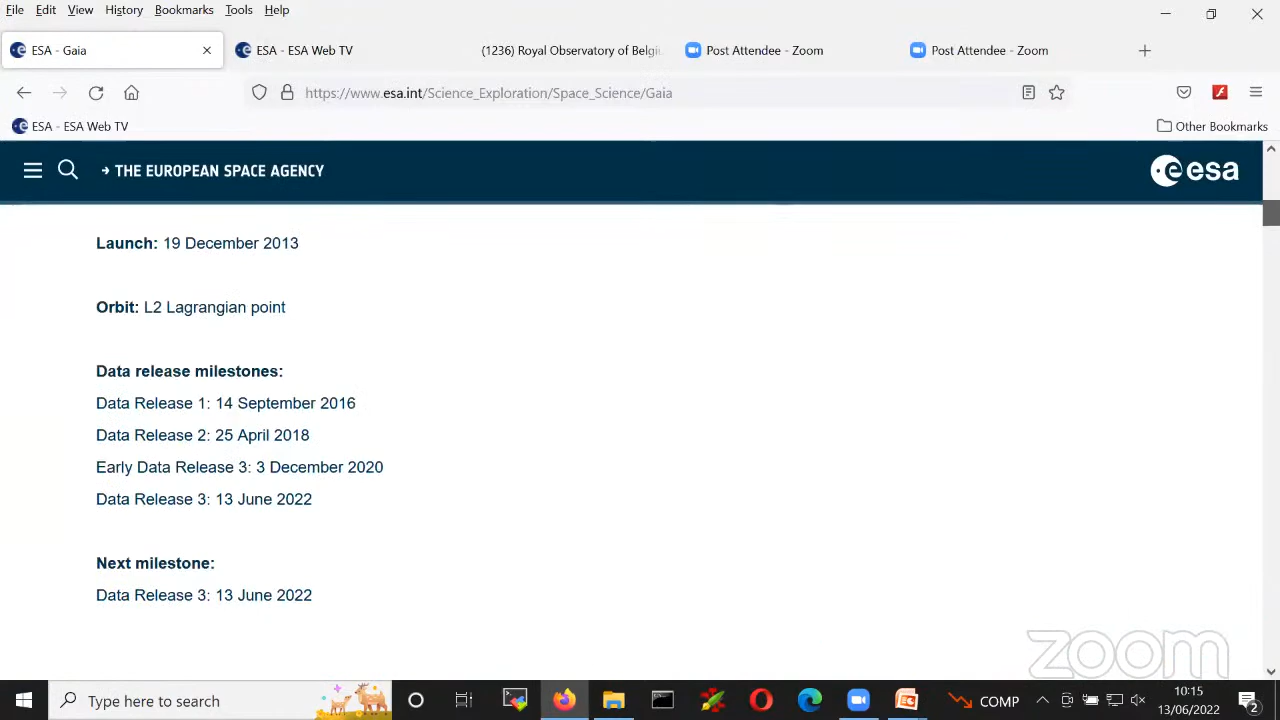 File Edit View History Bookmarks Tools Help
ESA - Gaia
ESA - ESA Web TV
(1236) Royal Observatory of Belgi
Post Attendee - Zoom
Post Attendee - Zoom
https://www.esa.int/Science_Exploration/Space_Science/Gaia
ESA - ESA Web TV
Other Bookmarks
THE EUROPEAN SPACE AGENCY
esa
Launch: 19 December 2013
Orbit: L2 Lagrangian point
Data release milestones:
Data Release 1: 14 September 2016
Data Release 2: 25 April 2018
Early Data Release 3: 3 December 2020
Data Release 3: 13 June 2022
Next milestone:
Data Release 3: 13 June 2022
zoom
Type here to search
COMP
10:15
13/06/2022
2